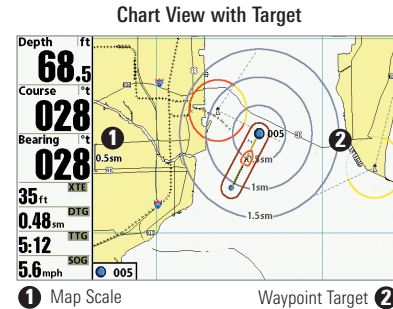 Chart View with Target
Depth ft
68.5
Course °t
028
Bearing °t
028
XTE
35ft
DTG
0.48sm
TTG
5:12
SOG
5.6mph
1
0.5sm
005
2
0.5sm
1sm
1.5sm
005
1 Map Scale
Waypoint Target 2